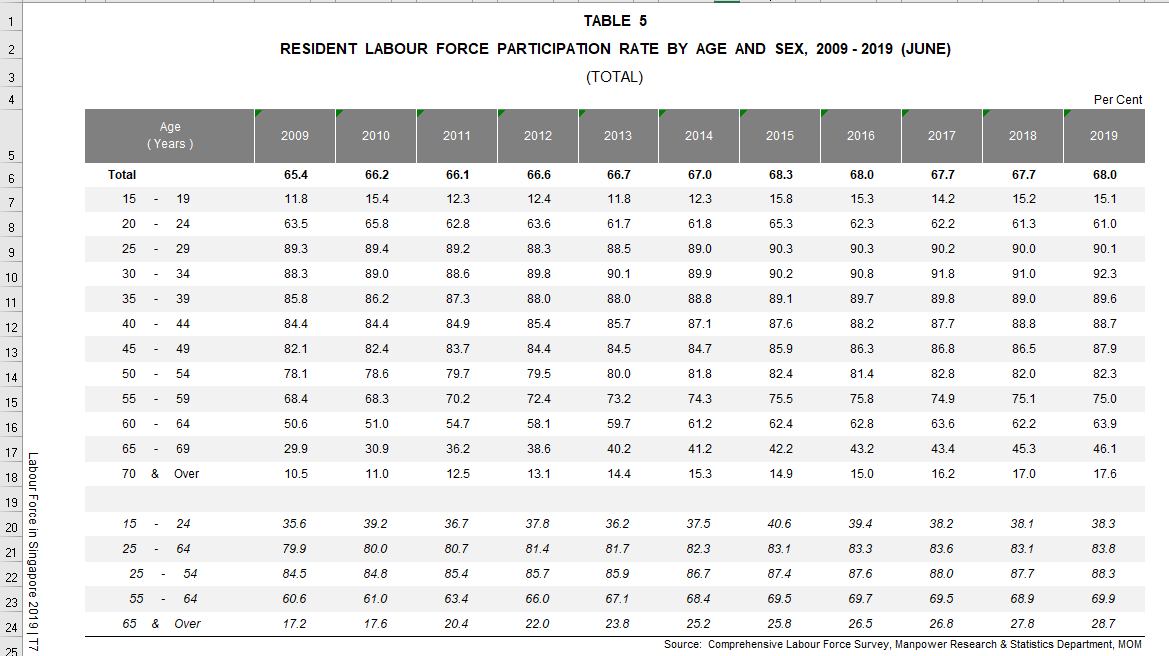 1 TABLE 5
2 RESIDENT LABOUR FORCE PARTICIPATION RATE BY AGE AND SEX, 2009 - 2019 (JUNE)
3 (TOTAL)
4 Per Cent
Age
5 ( Years ) 2009 2010 2011 2012 2013 2014 2015 2016 2017 2018 2019
6 Total 65.4 66.2 66.1 66.6 66.7 67.0 68.3 68.0 67.7 67.7 68.0
7 15 - 19 11.8 15.4 12.3 12.4 11.8 12.3 15.8 15.3 14.2 15.2 15.1
8 20 - 24 63.5 65.8 62.8 63.6 61.7 61.8 65.3 62.3 62.2 61.3 61.0
9 25 - 29 89.3 89.4 89.2 88.3 88.5 89.0 90.3 90.3 90.2 90.0 90.1
10 30 - 34 88.3 89.0 88.6 89.8 90.1 89.9 90.2 90.8 91.8 91.0 92.3
11 35 - 39 85.8 86.2 87.3 88.0 88.0 88.8 89.1 89.7 89.8 89.0 89.6
12 40 - 44 84.4 84.4 84.9 85.4 85.7 87.1 87.6 88.2 87.7 88.8 88.7
13 45 - 49 82.1 82.4 83.7 84.4 84.5 84.7 85.9 86.3 86.8 86.5 87.9
14 50 - 54 78.1 78.6 79.7 79.5 80.0 81.8 82.4 81.4 82.8 82.0 82.3
15 55 - 59 68.4 68.3 70.2 72.4 73.2 74.3 75.5 75.8 74.9 75.1 75.0
16 60 - 64 50.6 51.0 54.7 58.1 59.7 61.2 62.4 62.8 63.6 62.2 63.9
17 65 - 69 29.9 30.9 36.2 38.6 40.2 41.2 42.2 43.2 43.4 45.3 46.1
18 70 & Over 10.5 11.0 12.5 13.1 14.4 15.3 14.9 15.0 16.2 17.0 17.6
19
20 15 - 24 35.6 39.2 36.7 37.8 36.2 37.5 40.6 39.4 38.2 38.1 38.3
21 25 - 64 79.9 80.0 80.7 81.4 81.7 82.3 83.1 83.3 83.6 83.1 83.8
22 25 - 54 84.5 84.8 85.4 85.7 85.9 86.7 87.4 87.6 88.0 87.7 88.3
23 55 - 64 60.6 61.0 63.4 66.0 67.1 68.4 69.5 69.7 69.5 68.9 69.9
24 65 & Over 17.2 17.6 20.4 22.0 23.8 25.2 25.8 26.5 26.8 27.8 28.7
25 Source: Comprehensive Labour Force Survey, Manpower Research & Statistics Department, MOM
Labour Force in Singapore 2019 | T7